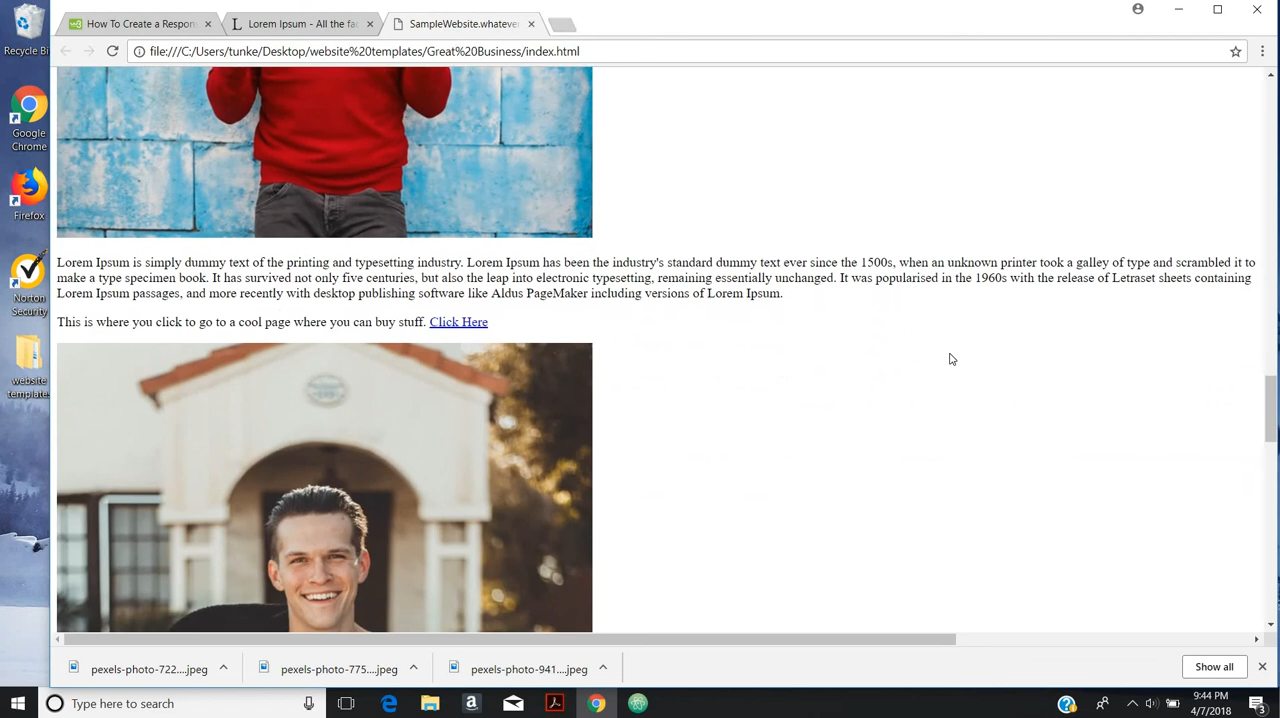 How To Create a Respon
Lorem Ipsum - All the fac
SampleWebsite.whatever
file:///C:/Users/tunke/Desktop/website%20templates/Great%20Business/index.html
Recycle Bi
Google
Chrome
Firefox
Norton
Security
website
templates
Lorem Ipsum is simply dummy text of the printing and typesetting industry. Lorem Ipsum has been the industry's standard dummy text ever since the 1500s, when an unknown printer took a galley of type and scrambled it to
make a type specimen book. It has survived not only five centuries, but also the leap into electronic typesetting, remaining essentially unchanged. It was popularised in the 1960s with the release of Letraset sheets containing
Lorem Ipsum passages, and more recently with desktop publishing software like Aldus PageMaker including versions of Lorem Ipsum.
This is where you click to go to a cool page where you can buy stuff. Click Here
pexels-photo-722....jpeg
pexels-photo-775....jpeg
pexels-photo-941....jpeg
Show all
Type here to search
9:44 PM
4/7/2018
3